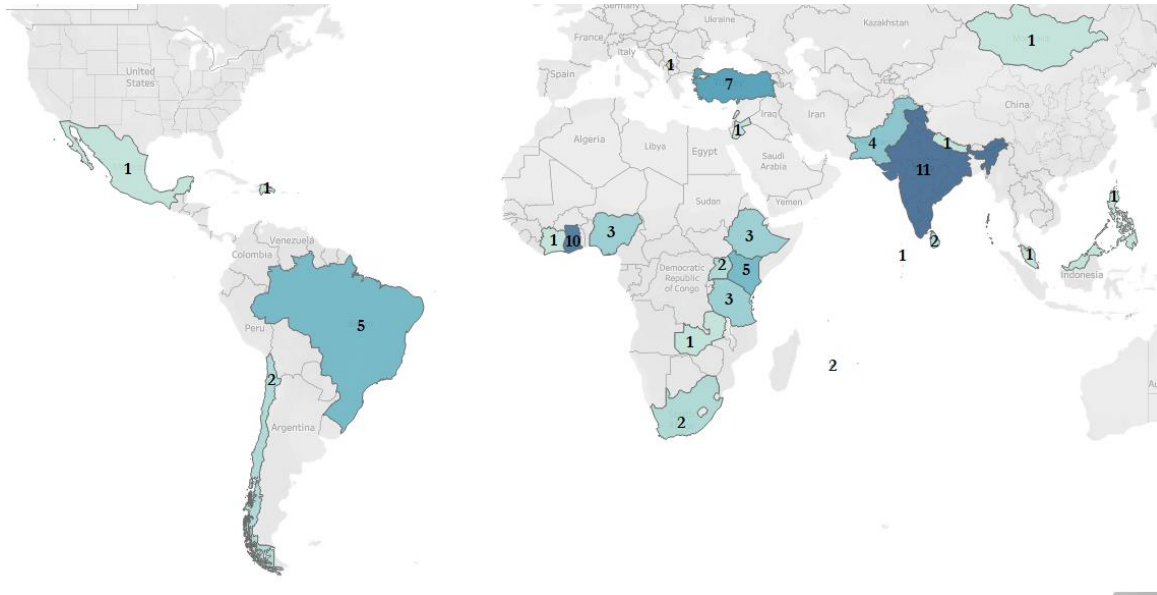 Germany
Ukraine
Kazakhstan
France
1
Italy
1
United
States
Spain
7
Iraq
Iran
China
Algeria
Libya
Egypt
1
4
1
1
Saudi
Arabia
11
1
Sudan
Yemen
1
3
3
1
10
2
Venezuela
1
1
Colombia
2
5
Democratic
Republic
of Congo
Indonesia
3
5
Peru
1
2
2
2
Argentina
Au